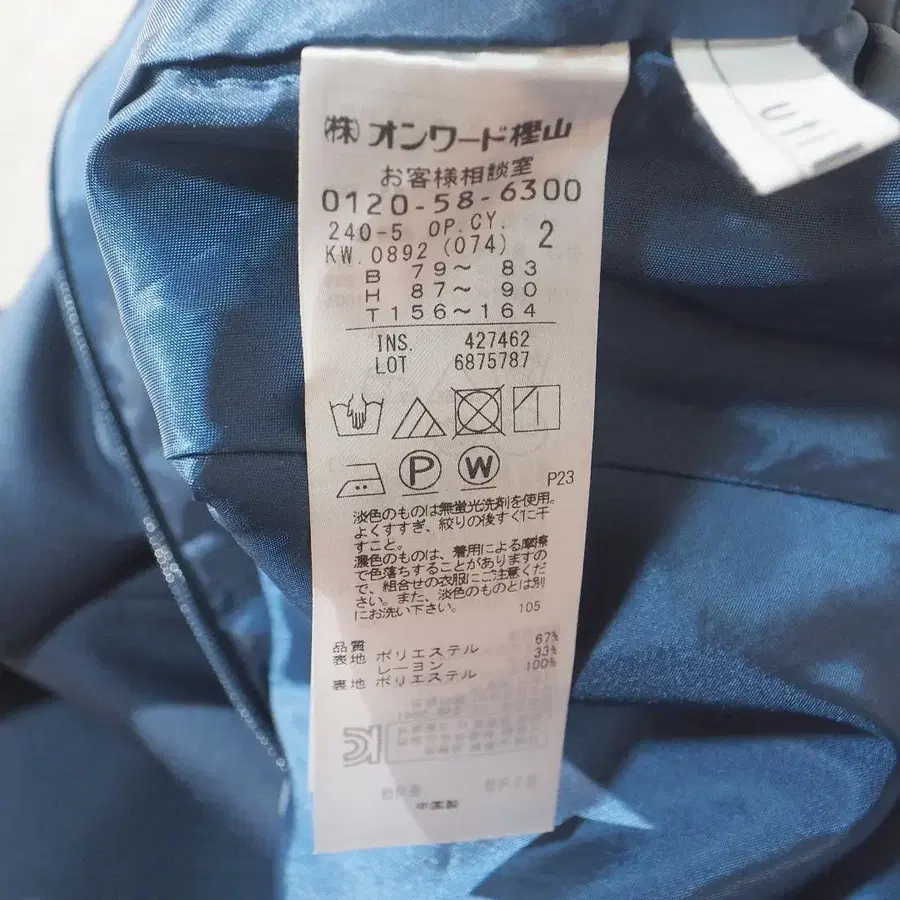 ㈱オンワード樫山
お客様相談室
0120-58-6300
240-5 OP.CY. 2
KW.0892 (074)
B 79～ 83
H 87～ 90
T 156～164
INS. 427462
LOT 6875787
P W P23
淡色のものは無蛍光洗剤を使用。
よくすすぎ、絞りの後すぐに干
すこと。
濃色のものは、着用による摩擦
で色落ちすることがありますの
で、組合せの衣服にご注意くだ
さい。また、淡色のものとは別
にお洗い下さい。 105
品質
表地 ポリエステル 67%
レーヨン 33%
裏地 ポリエステル 100%
中国製